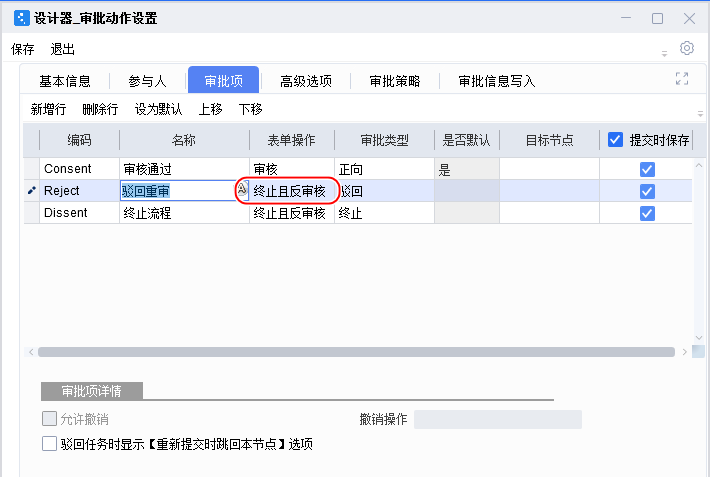 设计器_审批动作设置
保存 退出
基本信息 参与人 审批项 高级选项 审批策略 审批信息写入
新增行 删除行 设为默认 上移 下移
编码 名称 表单操作 审批类型 是否默认 目标节点 提交时保存
Consent 审核通过 审核 正向 是
Reject 驳回重审 终止且反审核 驳回
Dissent 终止流程 终止且反审核 终止
审批项详情
允许撤销 撤销操作
驳回任务时显示【重新提交时跳回本节点】选项